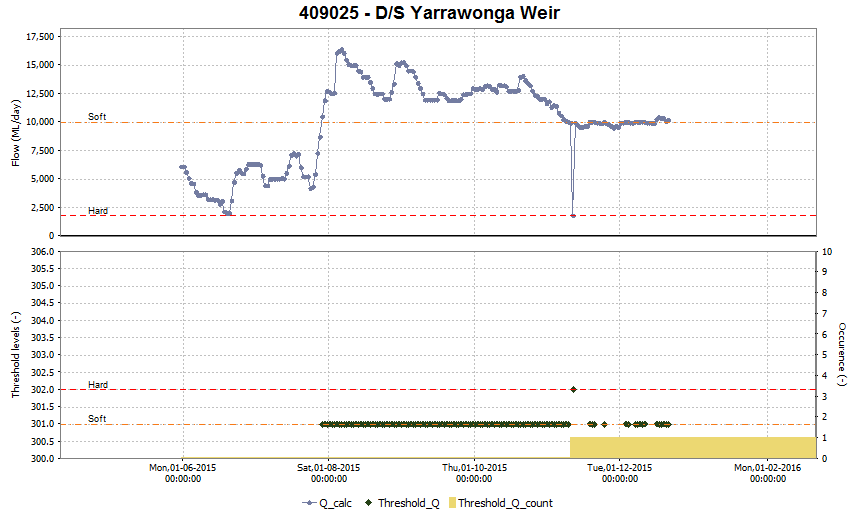 409025 - D/S Yarrawonga Weir
17,500
15,000
12,500
10,000
7,500
5,000
2,500
0
Flow (ML/day)
Soft
Hard
306.0
305.5
305.0
304.5
304.0
303.5
303.0
302.5
302.0
301.5
301.0
300.5
300.0
Threshold levels (-)
Hard
Soft
10
9
8
7
6
5
4
3
2
1
0
Occurence (-)
Mon,01-06-2015 Sat,01-08-2015 Thu,01-10-2015 Tue,01-12-2015 Mon,01-02-2016
00:00:00 00:00:00 00:00:00 00:00:00 00:00:00
Q_calc Threshold_Q Threshold_Q_count